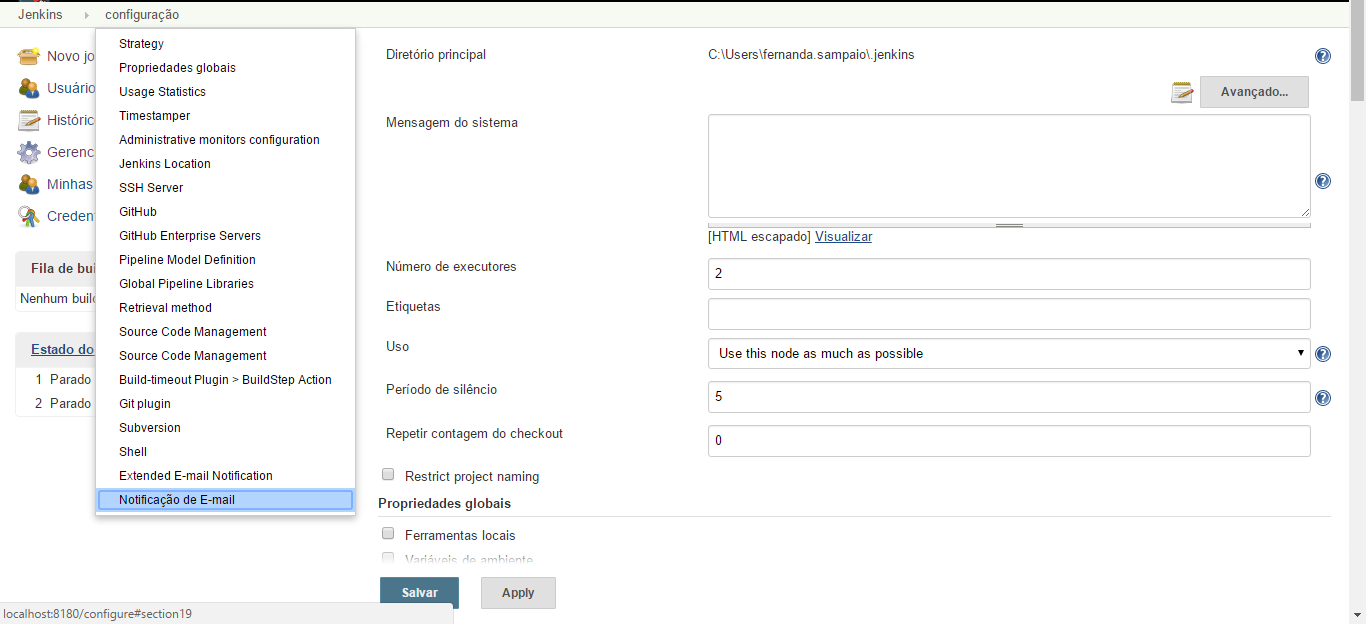 Jenkins configuração
Novo jo
Usuário
Históric
Gerenc
Minhas
Creden
Fila de bui
Nenhum build
Estado do
1 Parado
2 Parado
Strategy
Propriedades globais
Usage Statistics
Timestamper
Administrative monitors configuration
Jenkins Location
SSH Server
GitHub
GitHub Enterprise Servers
Pipeline Model Definition
Global Pipeline Libraries
Retrieval method
Source Code Management
Source Code Management
Build-timeout Plugin > BuildStep Action
Git plugin
Subversion
Shell
Extended E-mail Notification
Notificação de E-mail
Diretório principal C:\Users\fernanda.sampaio\.jenkins
Avançado...
Mensagem do sistema
[HTML escapado] Visualizar
Número de executores 2
Etiquetas
Uso Use this node as much as possible
Período de silêncio 5
Repetir contagem do checkout 0
Restrict project naming
Propriedades globais
Ferramentas locais
Variáveis de ambiente
Salvar Apply
localhost:8180/configure#section19